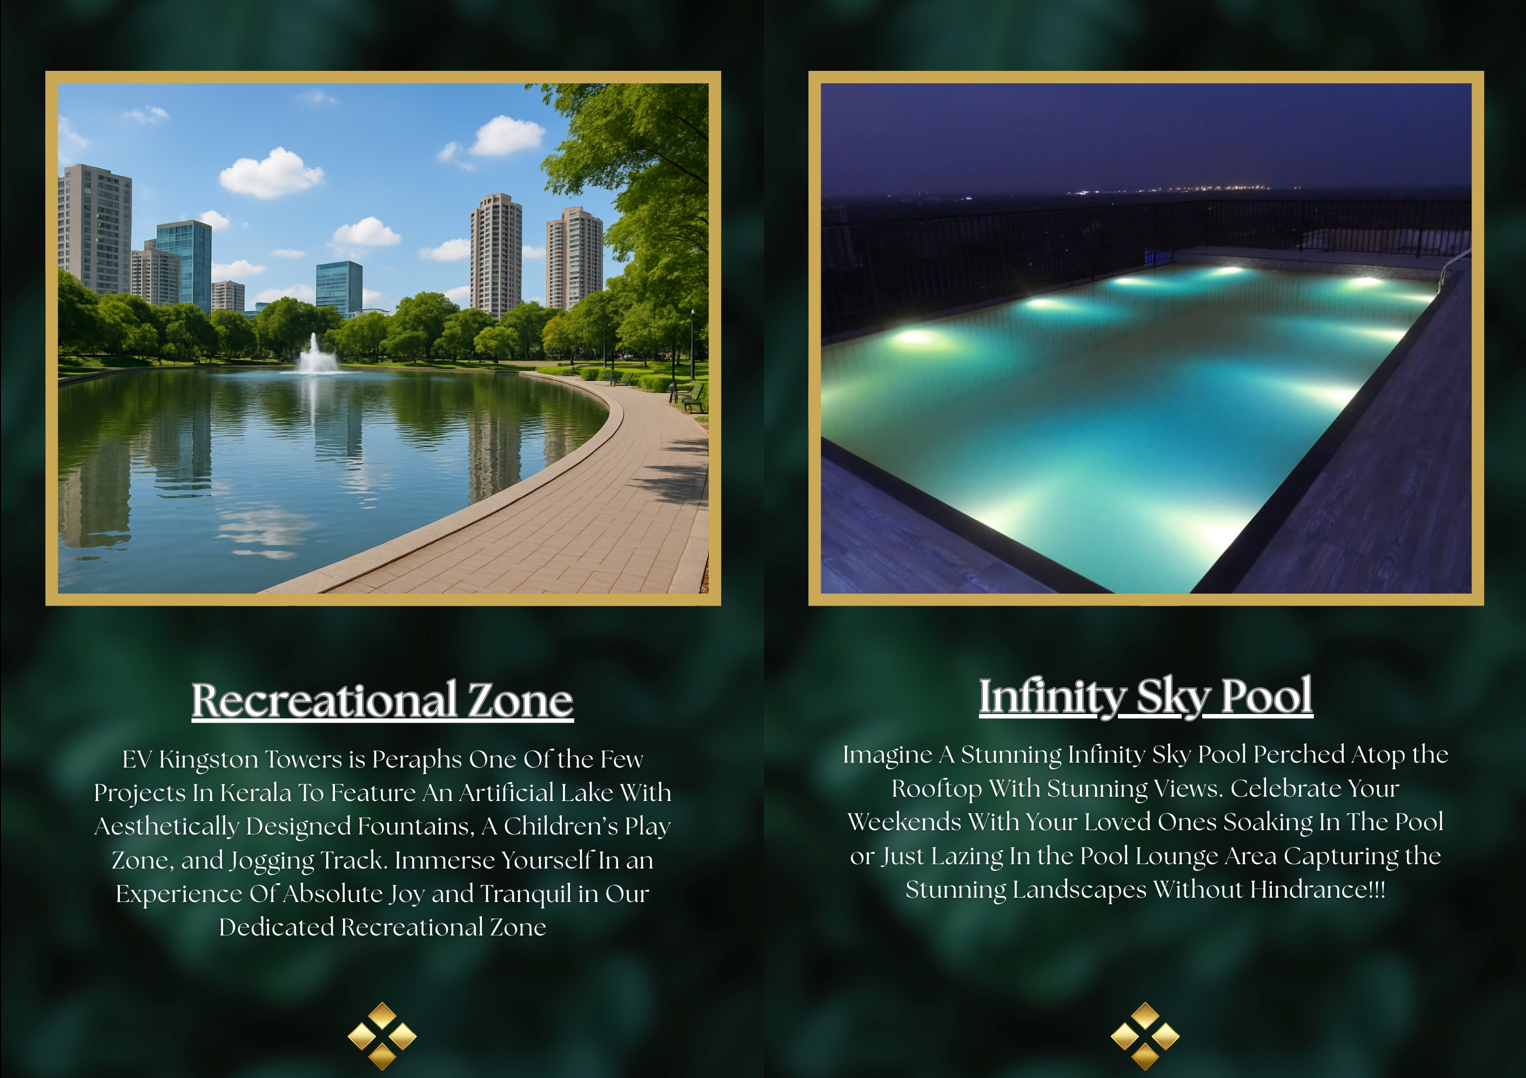 Recreational Zone
EV Kingston Towers is Peraphs One Of the Few
Projects In Kerala To Feature An Artificial Lake With
Aesthetically Designed Fountains, A Children’s Play
Zone, and Jogging Track. Immerse Yourself In an
Experience Of Absolute Joy and Tranquil in Our
Dedicated Recreational Zone
Infinity Sky Pool
Imagine A Stunning Infinity Sky Pool Perched Atop the
Rooftop With Stunning Views. Celebrate Your
Weekends With Your Loved Ones Soaking In The Pool
or Just Lazing In the Pool Lounge Area Capturing the
Stunning Landscapes Without Hindrance!!!